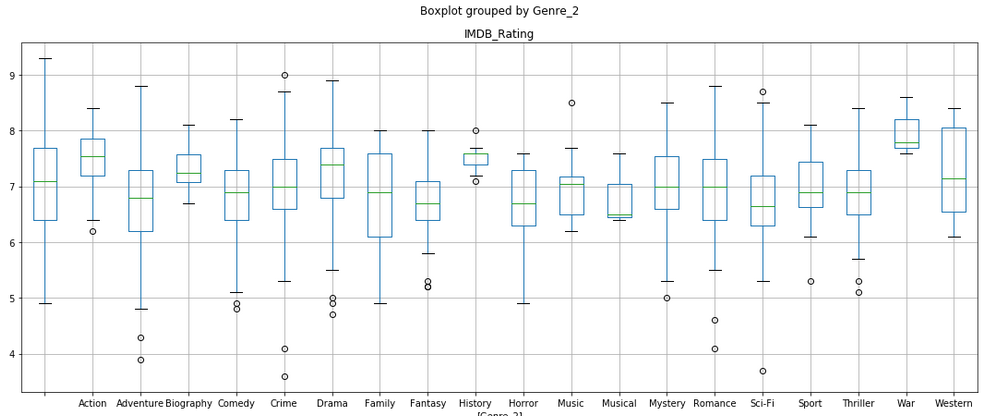 Boxplot grouped by Genre_2
IMDB_Rating
9
8
7
6
5
4
Action Adventure Biography Comedy Crime Drama Family Fantasy History Horror Music Musical Mystery Romance Sci-Fi Sport Thriller War Western
[Genre_2]